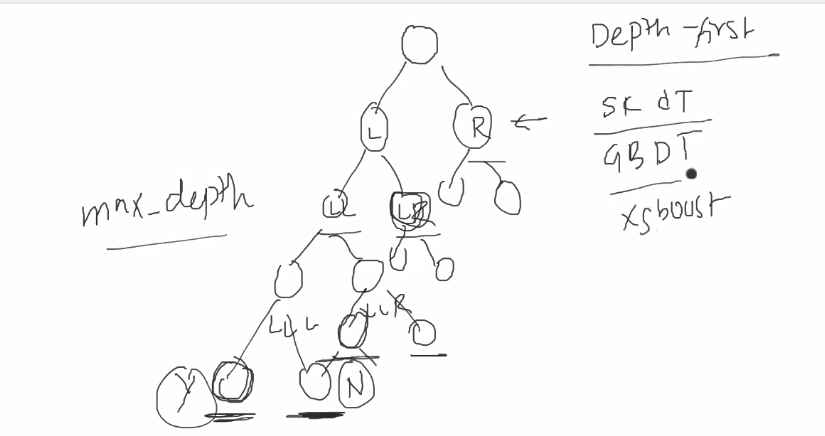 Depth-first
SK dT
GBDT
xgboost
max_depth
L
R
LL
LR
LLL
LLR
Y
N